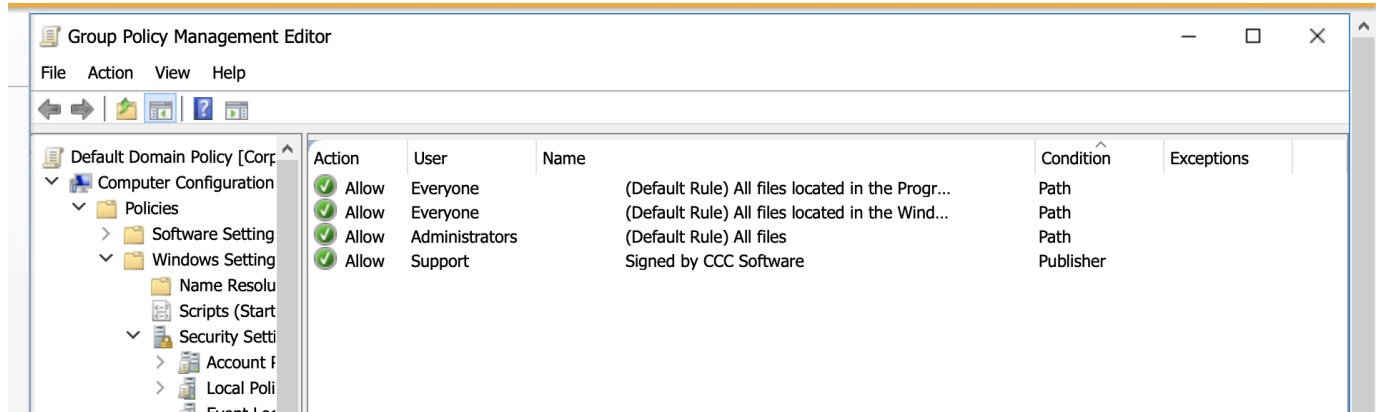 Group Policy Management Editor
File Action View Help
Default Domain Policy [Corp
Computer Configuration
Policies
Software Setting
Windows Setting
Name Resolu
Scripts (Start
Security Setti
Account P
Local Poli
Event Log
Action User Name Condition Exceptions
Allow Everyone (Default Rule) All files located in the Progr... Path
Allow Everyone (Default Rule) All files located in the Wind... Path
Allow Administrators (Default Rule) All files Path
Allow Support Signed by CCC Software Publisher